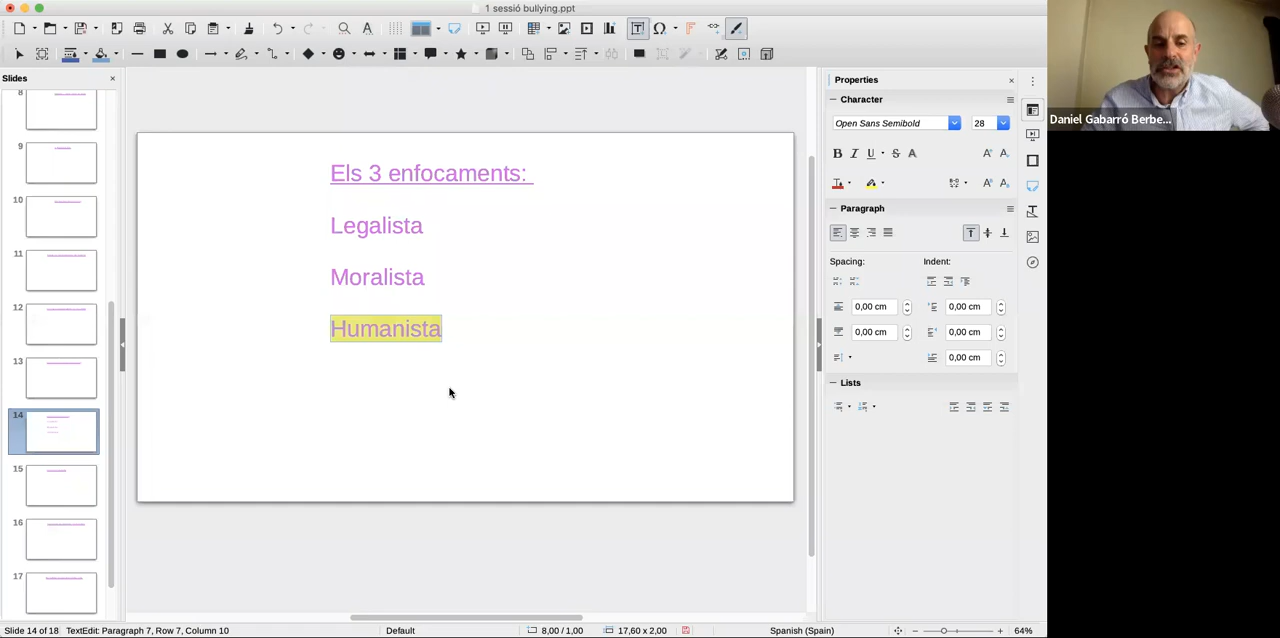 1 sessió bullying.ppt
Slides
Properties
Character
Open Sans Semibold
28
Paragraph
Spacing:
Indent:
0,00 cm
0,00 cm
0,00 cm
0,00 cm
0,00 cm
Lists
8
9
10
11
12
13
14
15
16
17
Els 3 enfocaments:
Legalista
Moralista
Humanista
Daniel Gabarró Berbe...
Slide 14 of 18
TextEdit: Paragraph 7, Row 7, Column 10
Default
8,00 / 1,00
17,60 x 2,00
Spanish (Spain)
64%